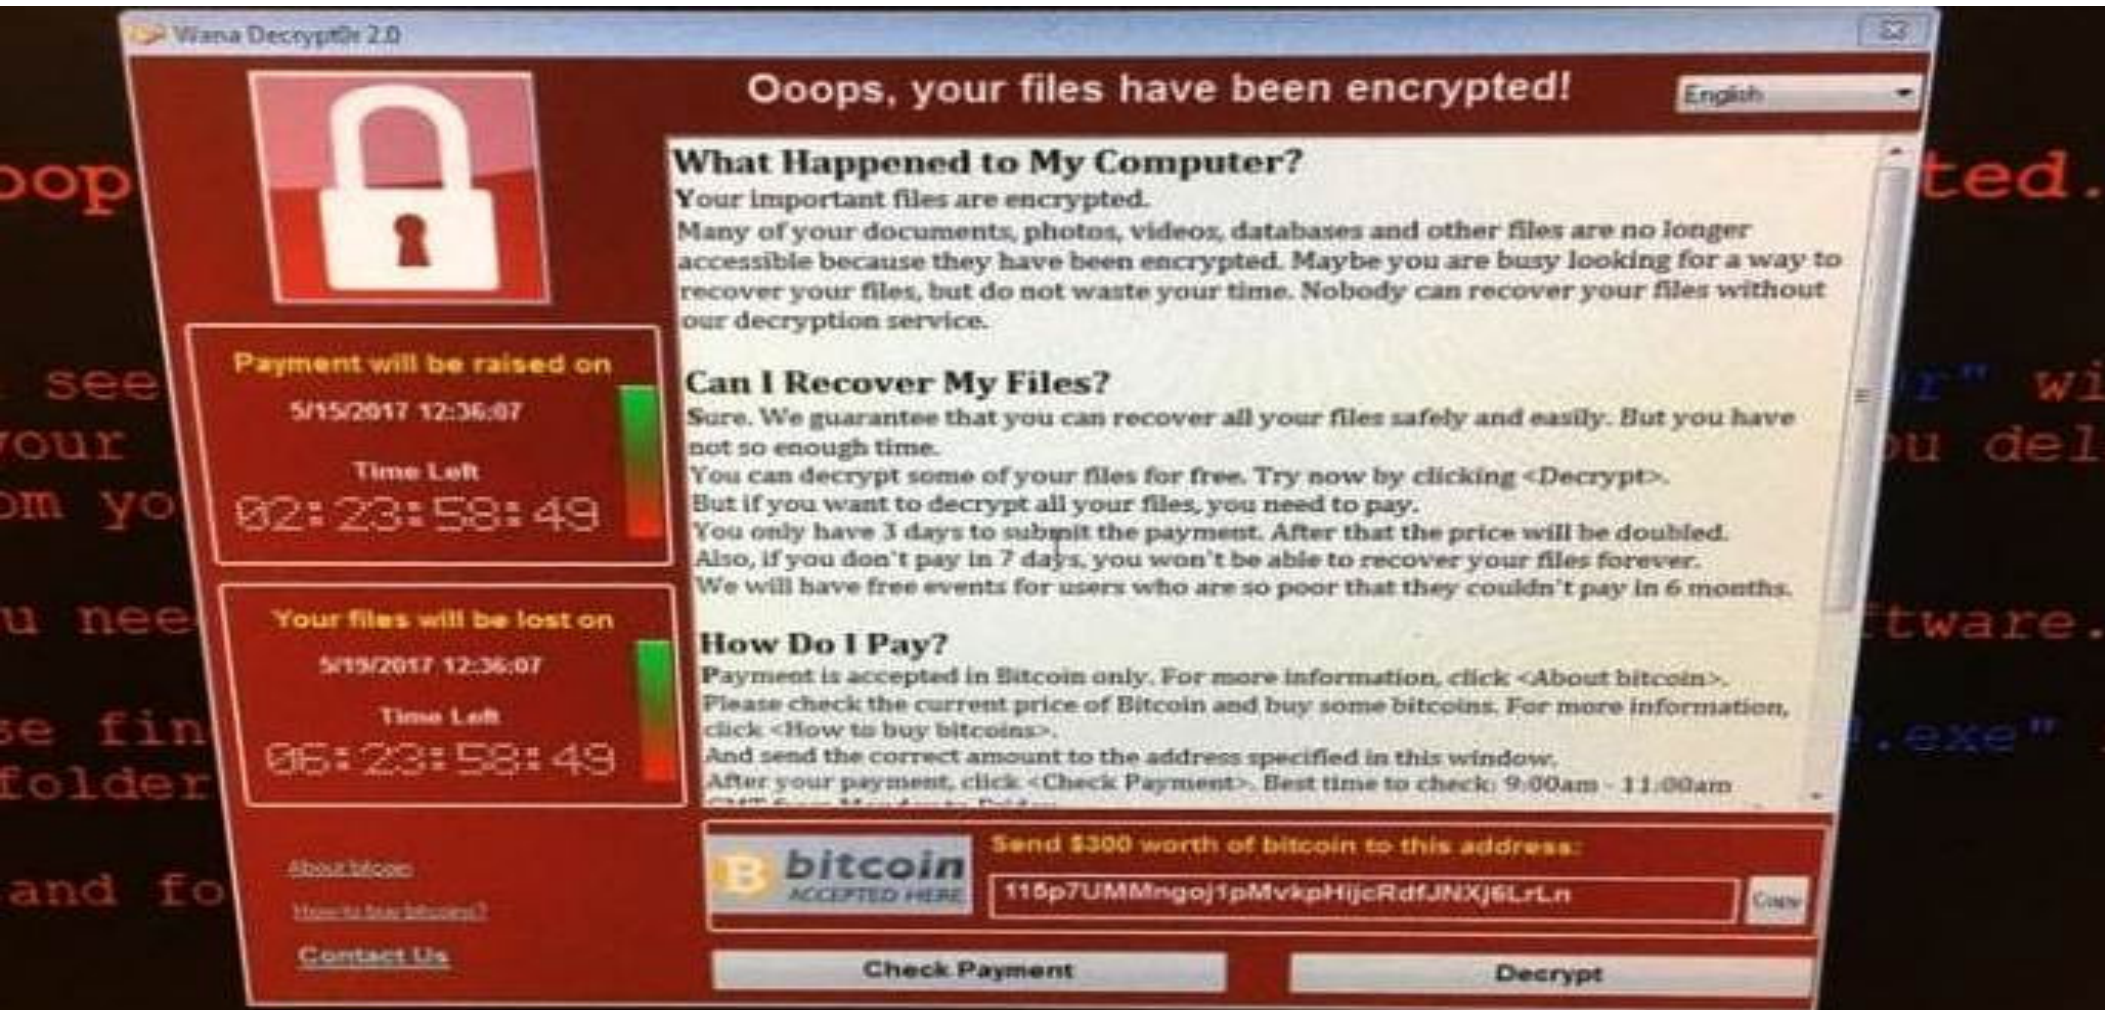 Wana Decrypt0r 2.0
Ooops, your files have been encrypted!
English
What Happened to My Computer?
Your important files are encrypted.
Many of your documents, photos, videos, databases and other files are no longer
accessible because they have been encrypted. Maybe you are busy looking for a way to
recover your files, but do not waste your time. Nobody can recover your files without
our decryption service.
Can I Recover My Files?
Sure. We guarantee that you can recover all your files safely and easily. But you have
not so enough time.
You can decrypt some of your files for free. Try now by clicking <Decrypt>.
But if you want to decrypt all your files, you need to pay.
You only have 3 days to submit the payment. After that the price will be doubled.
Also, if you don't pay in 7 days, you won't be able to recover your files forever.
We will have free events for users who are so poor that they couldn't pay in 6 months.
How Do I Pay?
Payment is accepted in Bitcoin only. For more information, click <About bitcoin>.
Please check the current price of Bitcoin and buy some bitcoins. For more information,
click <How to buy bitcoins>.
And send the correct amount to the address specified in this window.
After your payment, click <Check Payment>. Best time to check: 9:00am - 11:00am
Payment will be raised on
5/15/2017 12:36:07
Time Left
02:23:58:49
Your files will be lost on
5/19/2017 12:36:07
Time Left
06:23:58:49
About bitcoin
How to buy bitcoins?
Contact Us
bitcoin
ACCEPTED HERE
Send $300 worth of bitcoin to this address:
115p7UMMngoj1pMvkpHijcRdfJNXj6LrLn
Copy
Check Payment
Decrypt
oop
ted.
see
r" wi
your
ou del
om yo
u nee
tware.
se fin
.exe"
folder
and fo